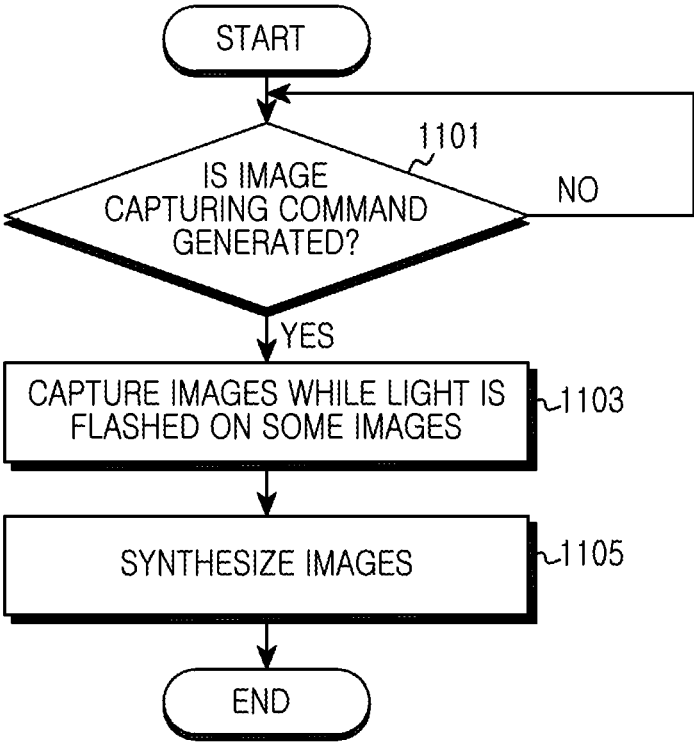 START
1101
IS IMAGE
CAPTURING COMMAND
GENERATED?
NO
YES
CAPTURE IMAGES WHILE LIGHT IS
FLASHED ON SOME IMAGES
1103
SYNTHESIZE IMAGES
1105
END